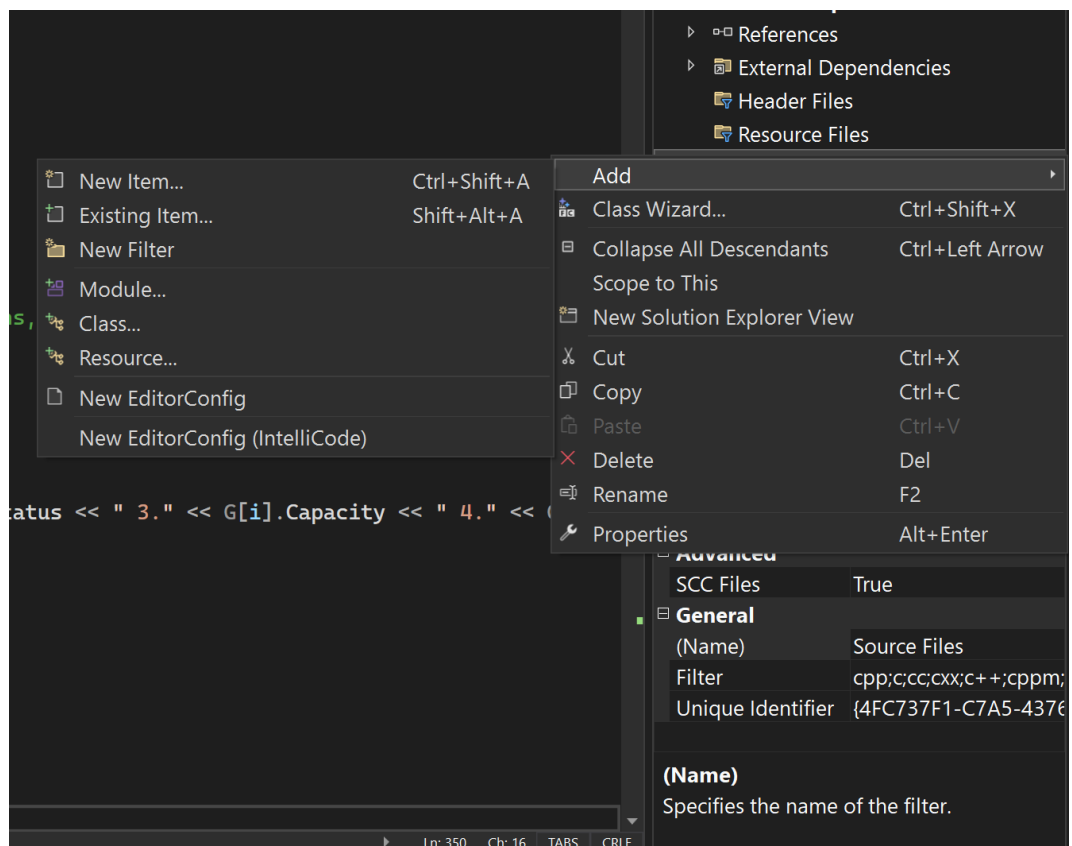 References
External Dependencies
Header Files
Resource Files
Add
Class Wizard... Ctrl+Shift+X
Collapse All Descendants Ctrl+Left Arrow
Scope to This
New Solution Explorer View
Cut Ctrl+X
Copy Ctrl+C
Paste Ctrl+V
Delete Del
Rename F2
Properties Alt+Enter
New Item... Ctrl+Shift+A
Existing Item... Shift+Alt+A
New Filter
Module...
Class...
Resource...
New EditorConfig
New EditorConfig (IntelliCode)
tatus << " 3." << G[i].Capacity << " 4." <<
Advanced
SCC Files True
General
(Name) Source Files
Filter cpp;c;cc;cxx;c++;cppm;
Unique Identifier {4FC737F1-C7A5-4376
(Name)
Specifies the name of the filter.
Ln: 350 Ch: 16 TABS CRLF